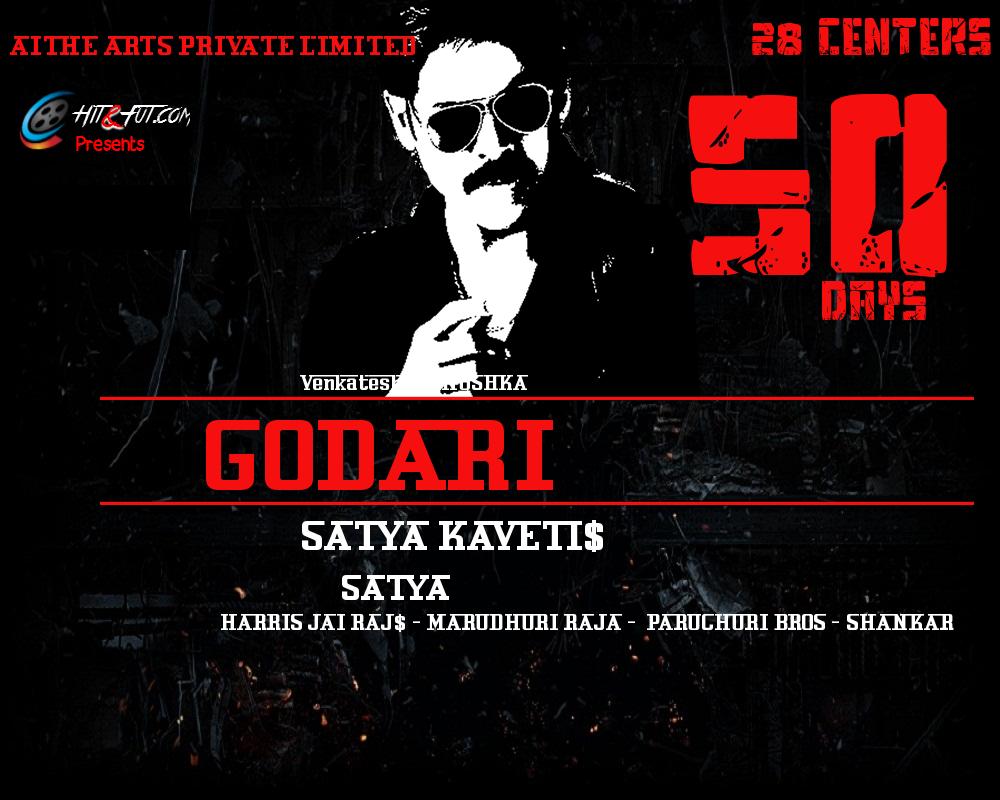 AITHE ARTS PRIVATE LIMITED
28 CENTERS
HIT&FUT.COM
Presents
50
DAYS
GODARI
SATYA KAVETI$
SATYA
HARRIS JAI RAJ$ - MARUDHURI RAJA - PARUCHURI BROS - SHANKAR